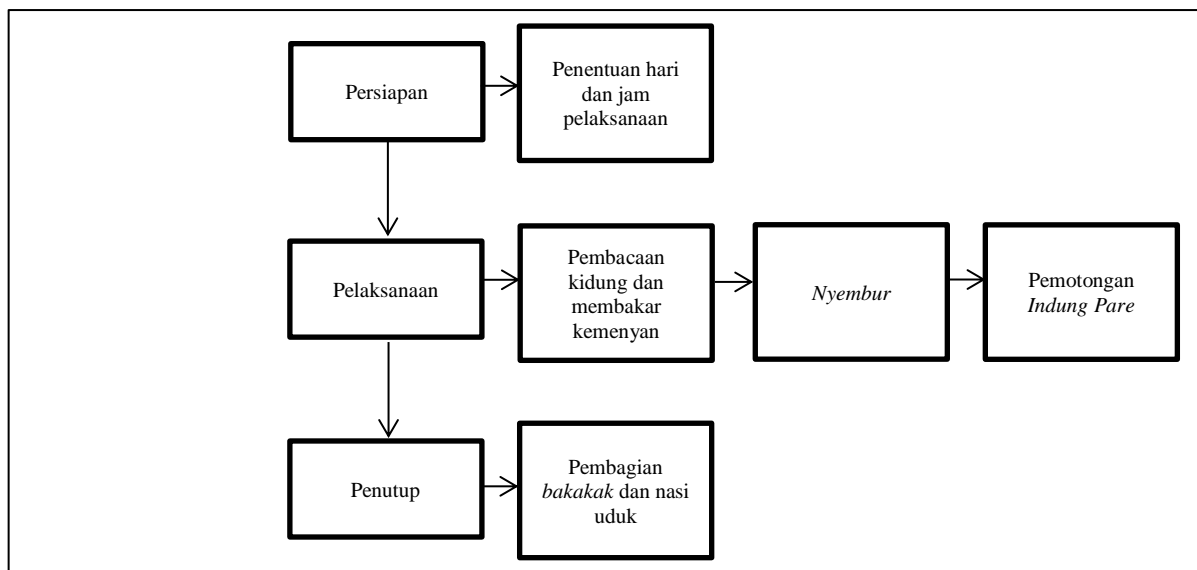 Persiapan
Penentuan hari
dan jam
pelaksanaan
Pelaksanaan
Pembacaan
kidung dan
membakar
kemenyan
Nyembur
Pemotongan
Indung Pare
Penutup
Pembagian
bakakak dan nasi
uduk